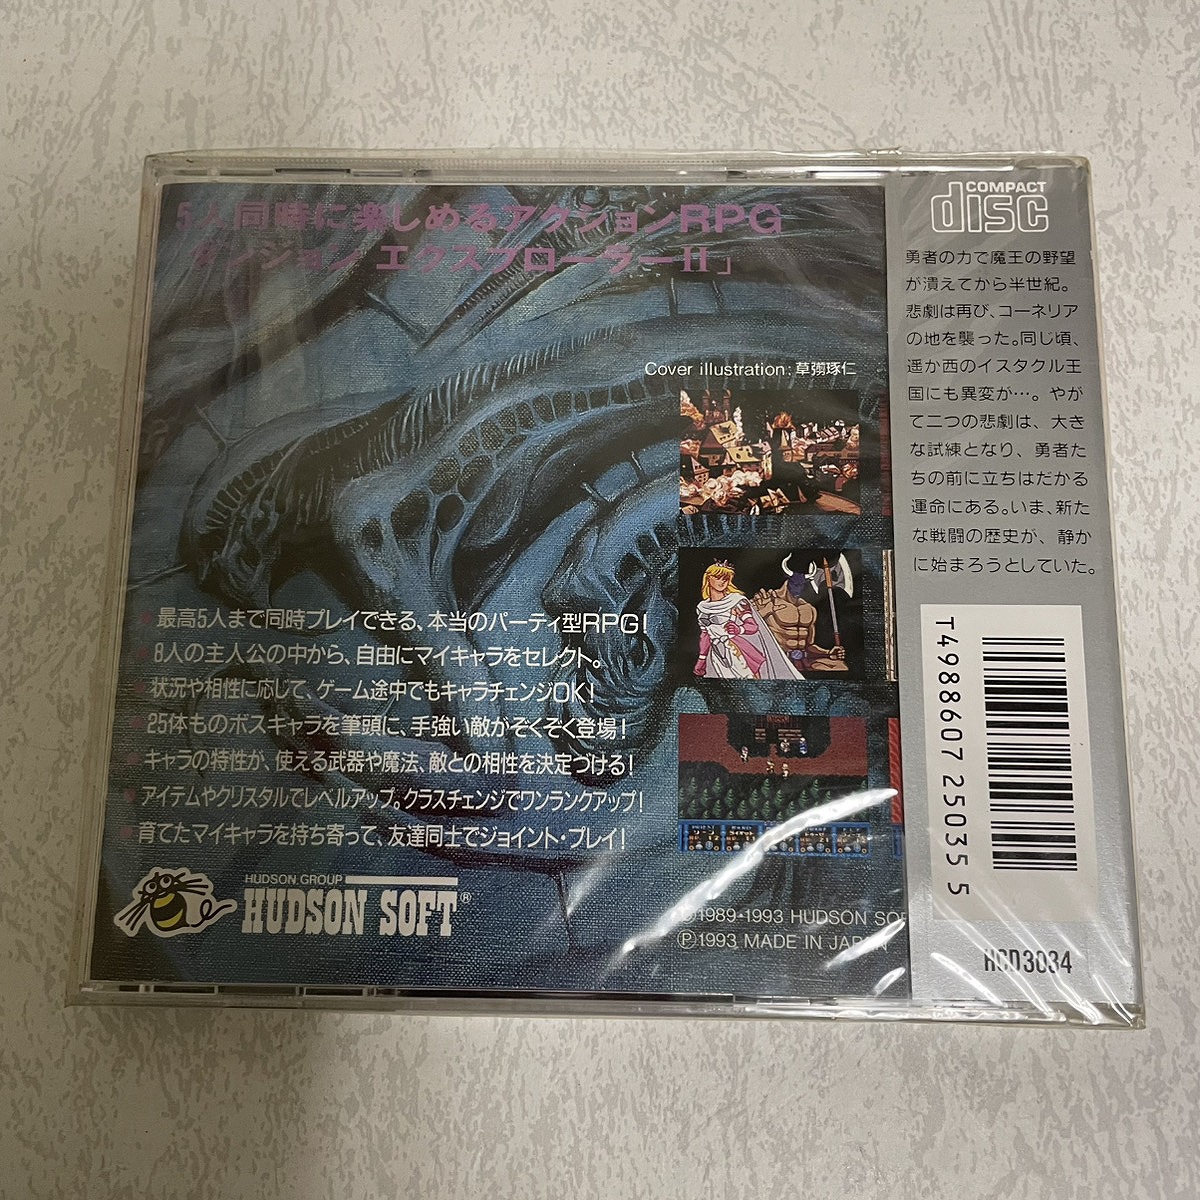 5人同時に楽しめるアクションRPG
「ダンジョン エクスプローラーII」
Cover illustration: 草彅琢仁
最高5人まで同時プレイできる、本当のパーティ型RPG!
8人の主人公の中から、自由にマイキャラをセレクト。
状況や相性に応じて、ゲーム途中でもキャラチェンジOK!
25体ものボスキャラを筆頭に、手強い敵がぞくぞく登場!
キャラの特性が、使える武器や魔法、敵との相性を決定づける!
アイテムやクリスタルでレベルアップ。クラスチェンジでワンランクアップ!
育てたマイキャラを持ち寄って、友達同士でジョイント・プレイ!
HUDSON GROUP
HUDSON SOFT®
©1989・1993 HUDSON SOF
Ⓟ1993 MADE IN JAPAN
COMPACT
disc
勇者の力で魔王の野望
が潰えてから半世紀。
悲劇は再び、コーネリア
の地を襲った。同じ頃、
遥か西のイスタクル王
国にも異変が…。やが
て二つの悲劇は、大き
な試練となり、勇者た
ちの前に立ちはだかる
運命にある。いま、新た
な戦闘の歴史が、静か
に始まろうとしていた。
T4988607 25035 5
HCD3034